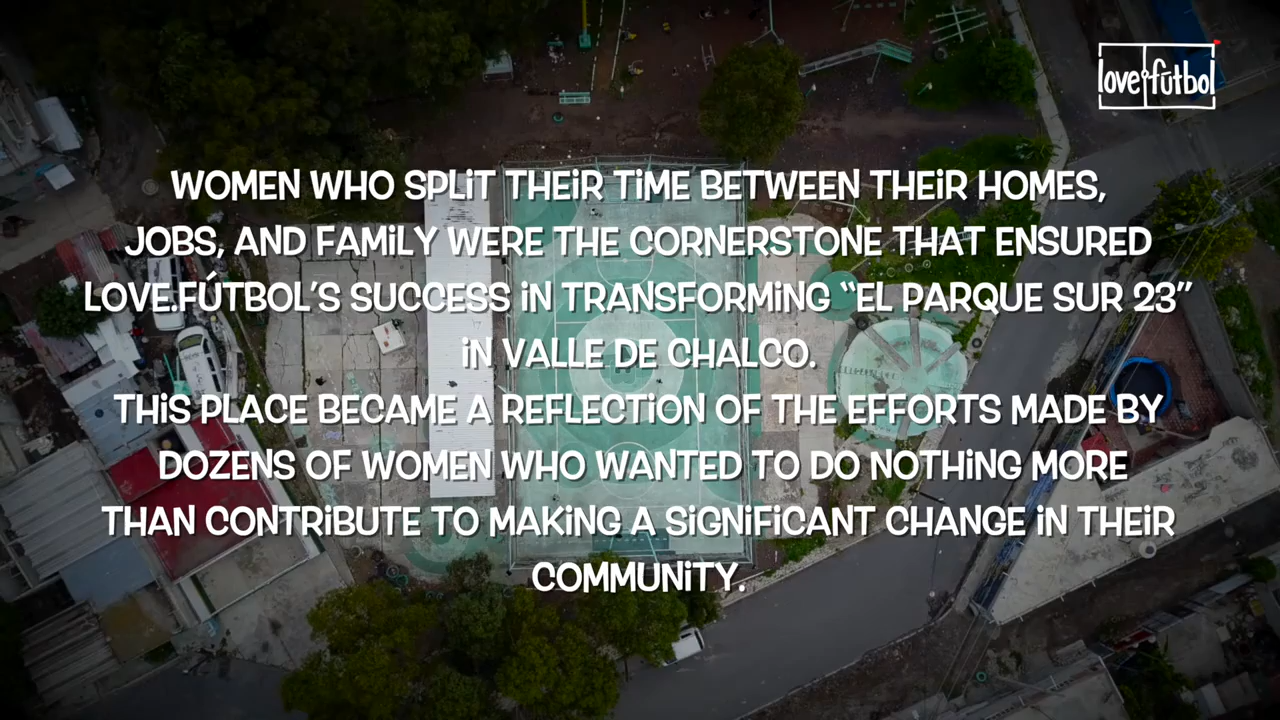 love.fútbol
WOMEN WHO SPLiT THEiR TiME BETWEEN THEiR HOMES,
JOBS, AND FAMiLY WERE THE CORNERSTONE THAT ENSURED
LOVE.FÚTBOL'S SUCCESS iN TRANSFORMiNG “EL PARQUE SUR 23”
iN VALLE DE CHALCO.
THiS PLACE BECAME A REFLECTiON OF THE EFFORTS MADE BY
DOZENS OF WOMEN WHO WANTED TO DO NOTHiNG MORE
THAN CONTRiBUTE TO MAKiNG A SiGNiFiCANT CHANGE iN THEiR
COMMUNiTY.